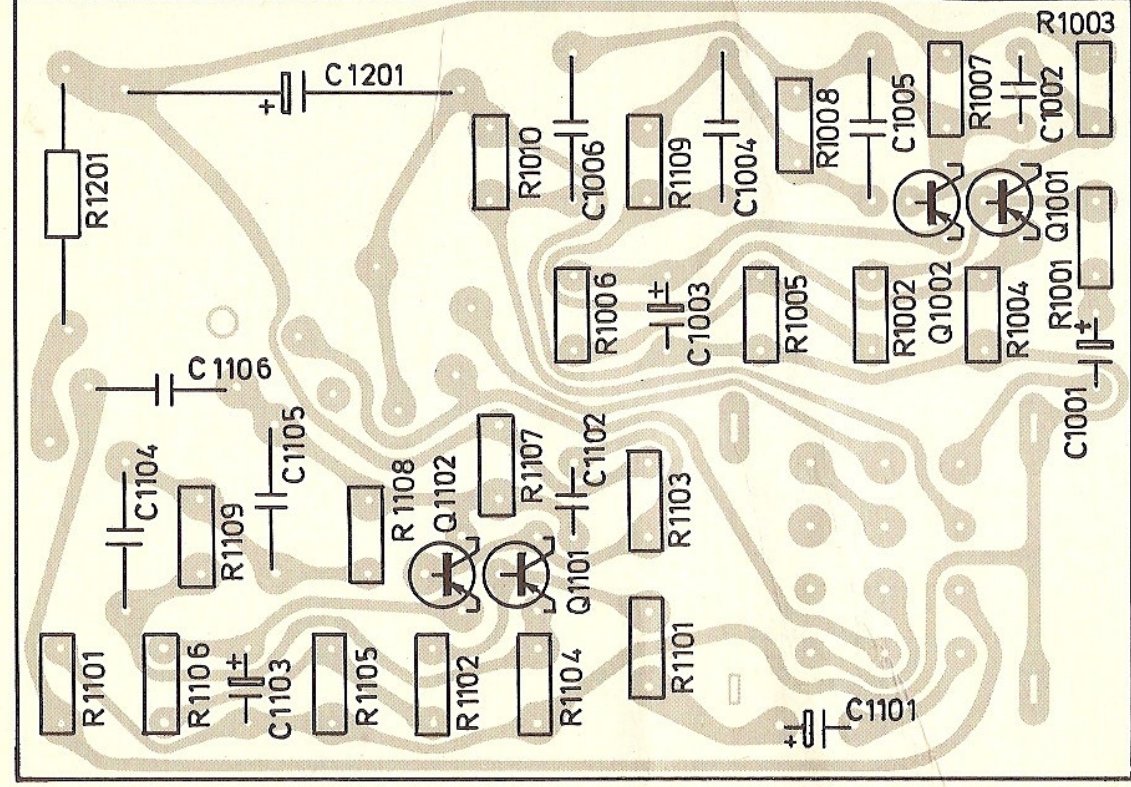 R1003
C1201
+
R1007
C1002
C1005
R1008
R1010
C1006
R1109
C1004
R1201
Q1001
R1006
+
C1003
R1005
R1002
Q1002
R1004
R1001
+
C1001
C1106
C1105
C1104
R1109
R1108
Q1102
R1107
C1102
R1103
Q1101
R1101
R1106
+
C1103
R1105
R1102
R1104
R1101
+
C1101